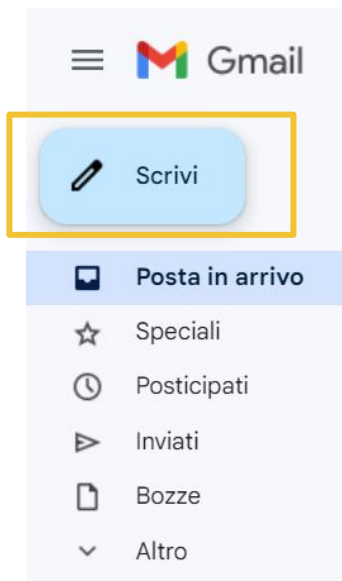 Gmail
Scrivi
Posta in arrivo
Speciali
Posticipati
Inviati
Bozze
Altro